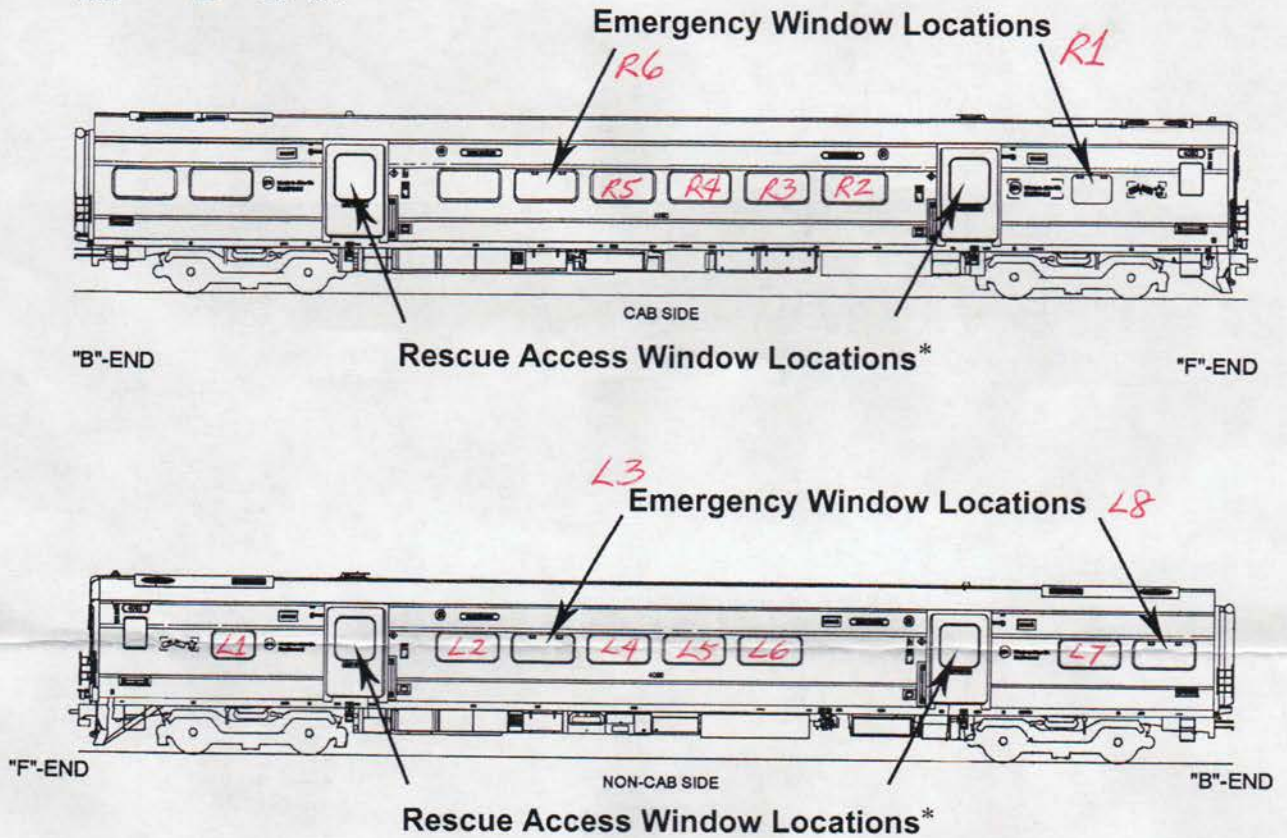 Emergency Window Locations
R6
R1
R5 R4 R3 R2
CAB SIDE
"B"-END
Rescue Access Window Locations*
"F"-END
L3
Emergency Window Locations L8
L1 L2 L4 L5 L6 L7
"F"-END
NON-CAB SIDE
"B"-END
Rescue Access Window Locations*